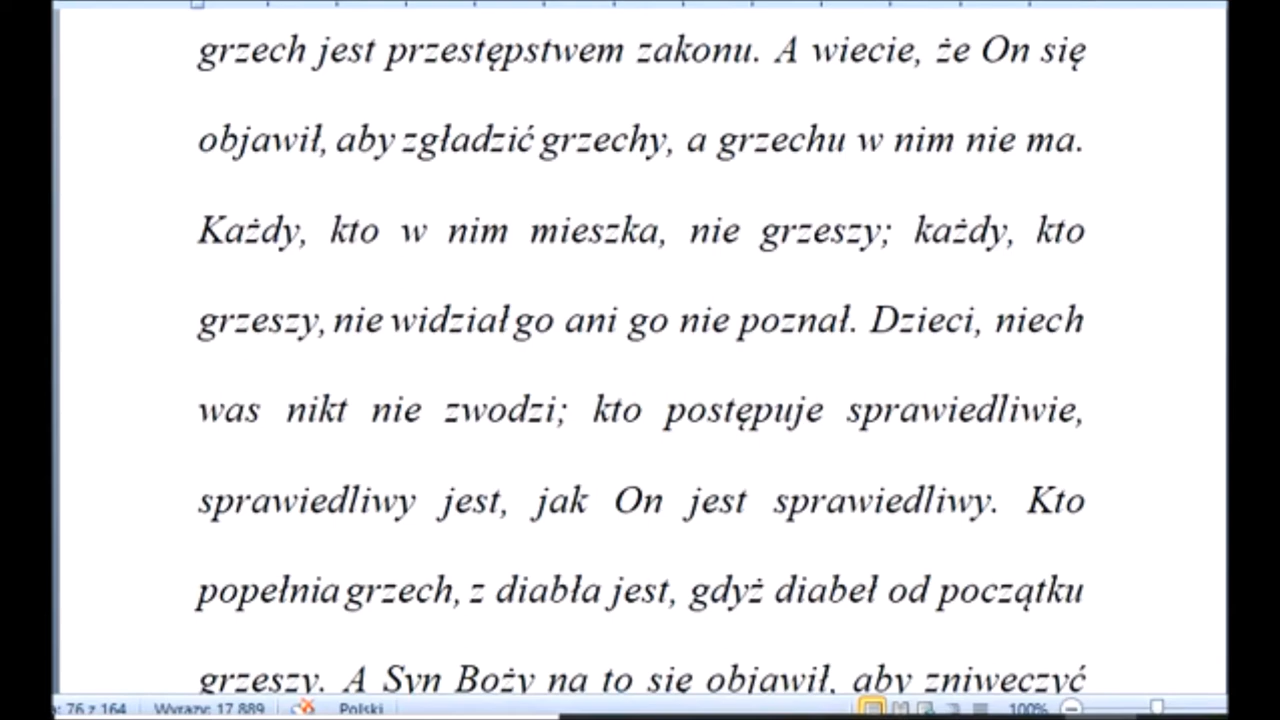 grzech jest przestępstwem zakonu. A wiecie, że On się
objawił, aby zgładzić grzechy, a grzechu w nim nie ma.
Każdy, kto w nim mieszka, nie grzeszy; każdy, kto
grzeszy, nie widział go ani go nie poznał. Dzieci, niech
was nikt nie zwodzi; kto postępuje sprawiedliwie,
sprawiedliwy jest, jak On jest sprawiedliwy. Kto
popełnia grzech, z diabła jest, gdyż diabeł od początku
grzeszy. A Syn Boży na to się objawił, aby zniweczyć
: 76 z 164 Wyrazy: 17 889 Polski 100%